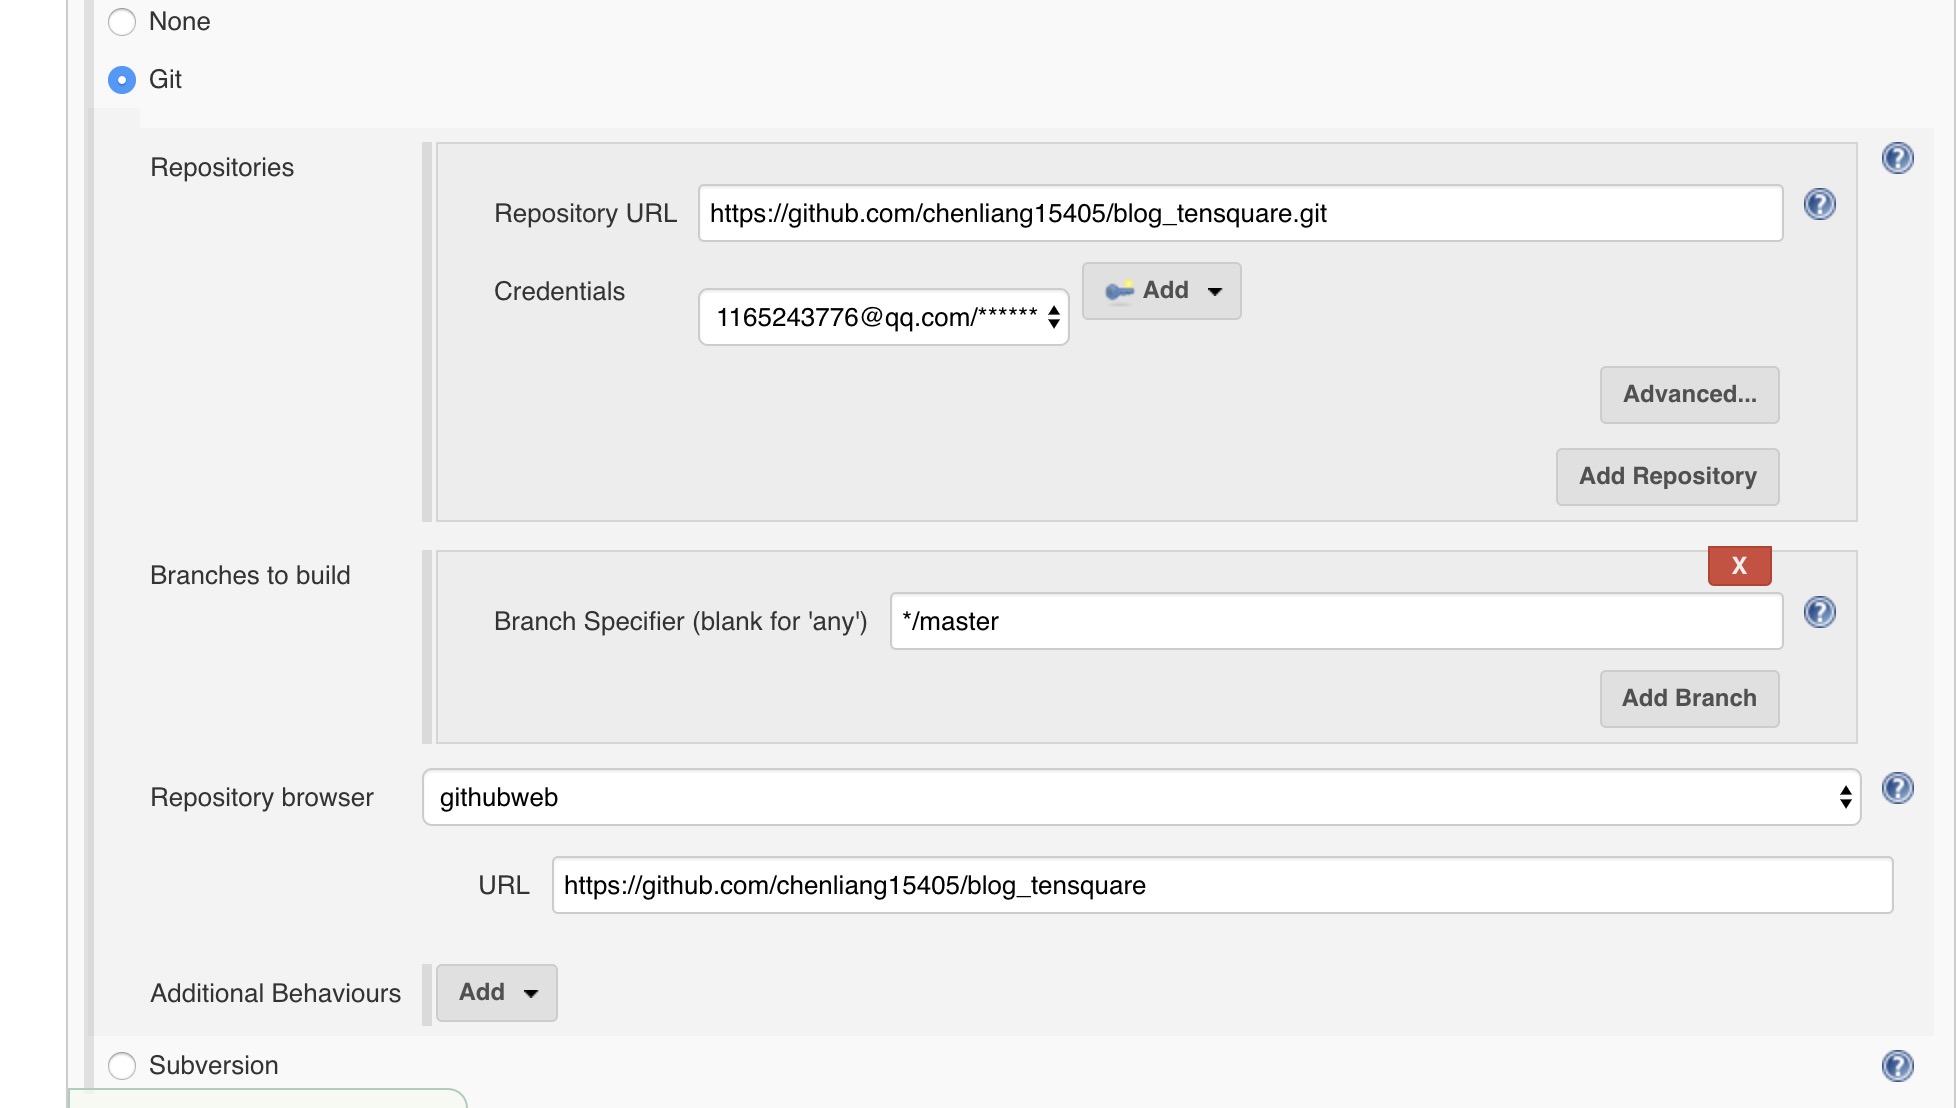 None
Git
Repositories
Repository URL https://github.com/chenliang15405/blog_tensquare.git
Credentials 1165243776@qq.com/****** Add
Advanced...
Add Repository
Branches to build
X
Branch Specifier (blank for 'any') */master
Add Branch
Repository browser githubweb
URL https://github.com/chenliang15405/blog_tensquare
Additional Behaviours Add
Subversion